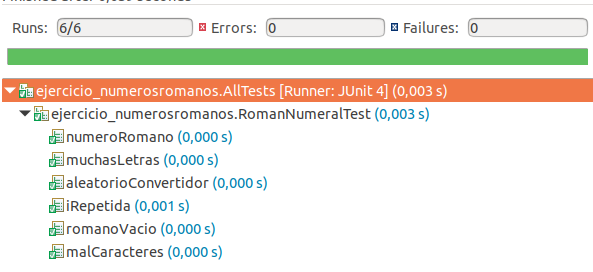 Runs: 6/6 Errors: 0 Failures: 0
ejercicio_numerosromanos.AllTests [Runner: JUnit 4] (0,003 s)
ejercicio_numerosromanos.RomanNumeralTest (0,003 s)
numeroRomano (0,000 s)
muchasLetras (0,000 s)
aleatorioConvertidor (0,000 s)
iRepetida (0,001 s)
romanoVacio (0,000 s)
malCaracteres (0,000 s)